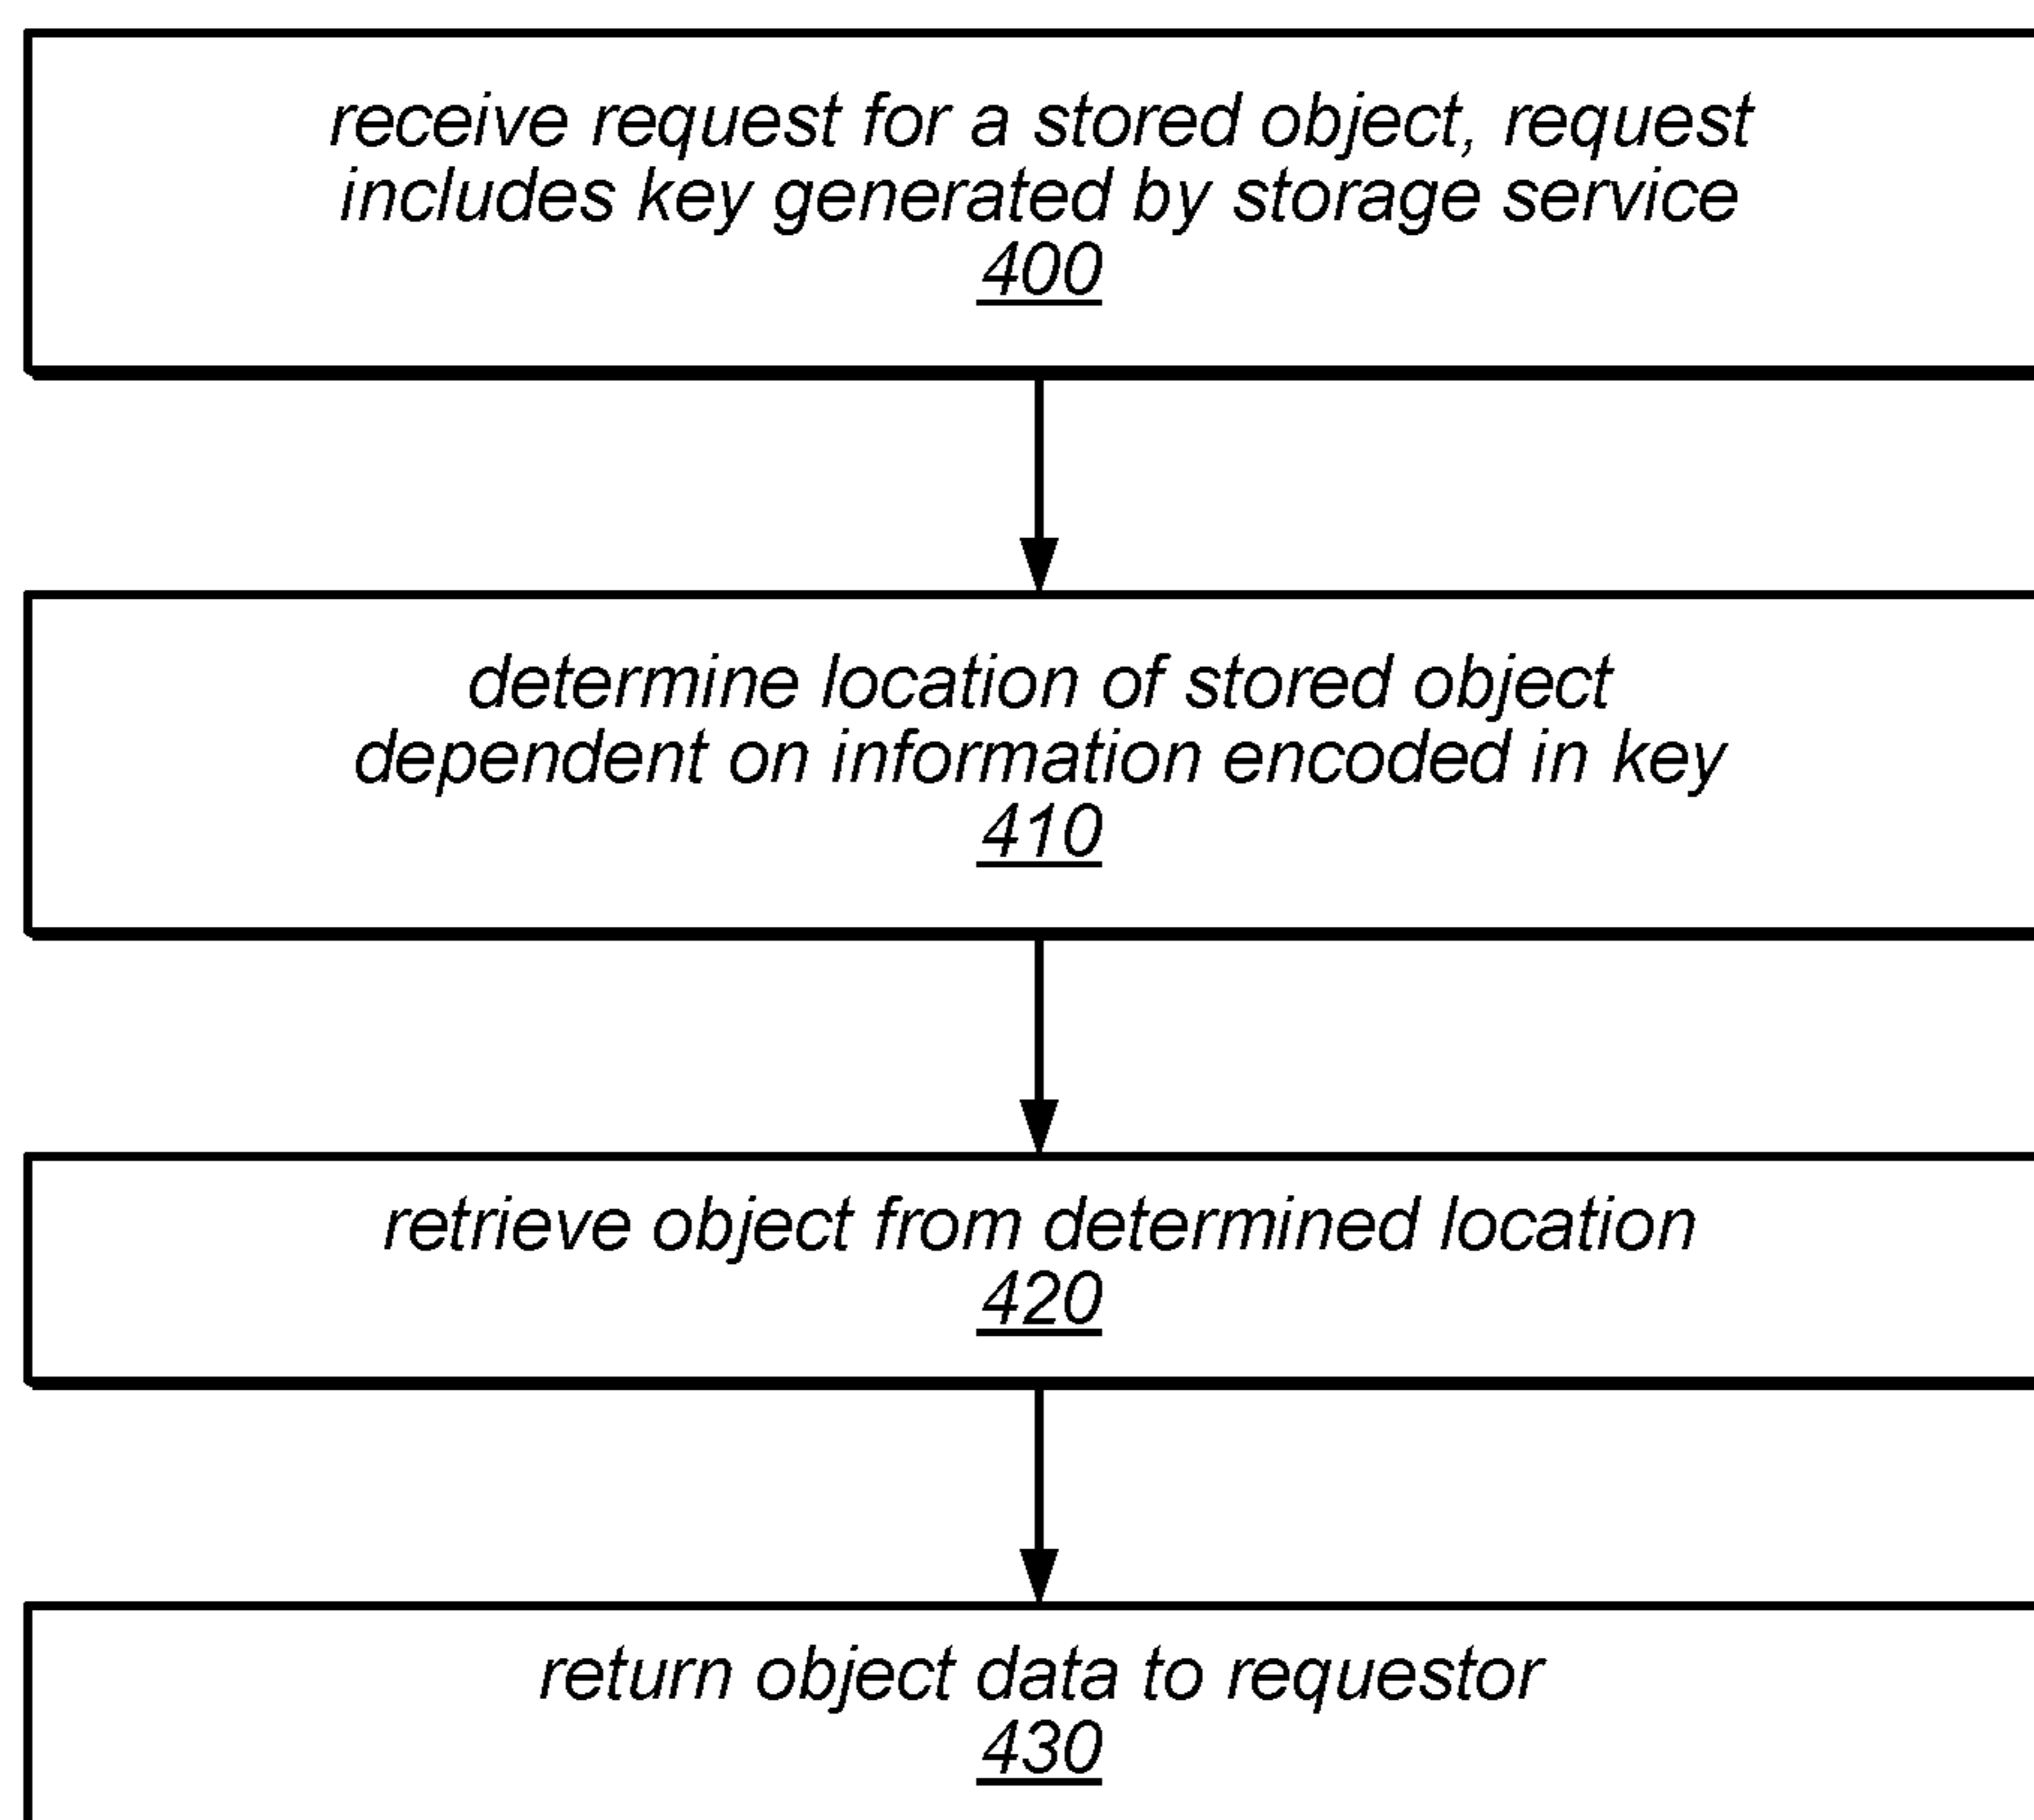 receive request for a stored object, request
includes key generated by storage service
400
determine location of stored object
dependent on information encoded in key
410
retrieve object from determined location
420
return object data to requestor
430